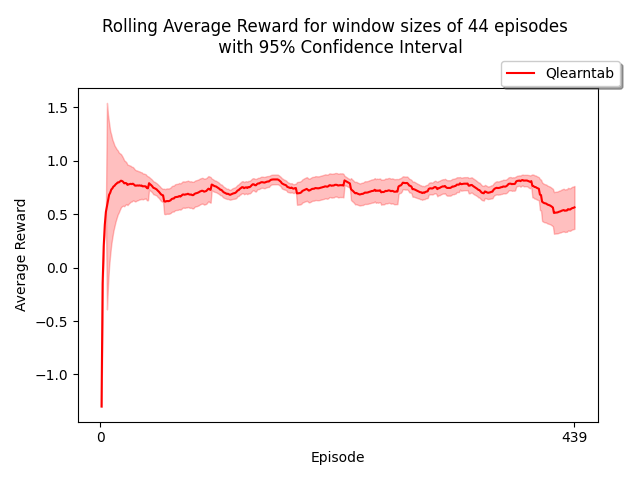 Rolling Average Reward for window sizes of 44 episodes
with 95% Confidence Interval
Qlearntab
1.5
1.0
0.5
0.0
−0.5
−1.0
Average Reward
0
439
Episode